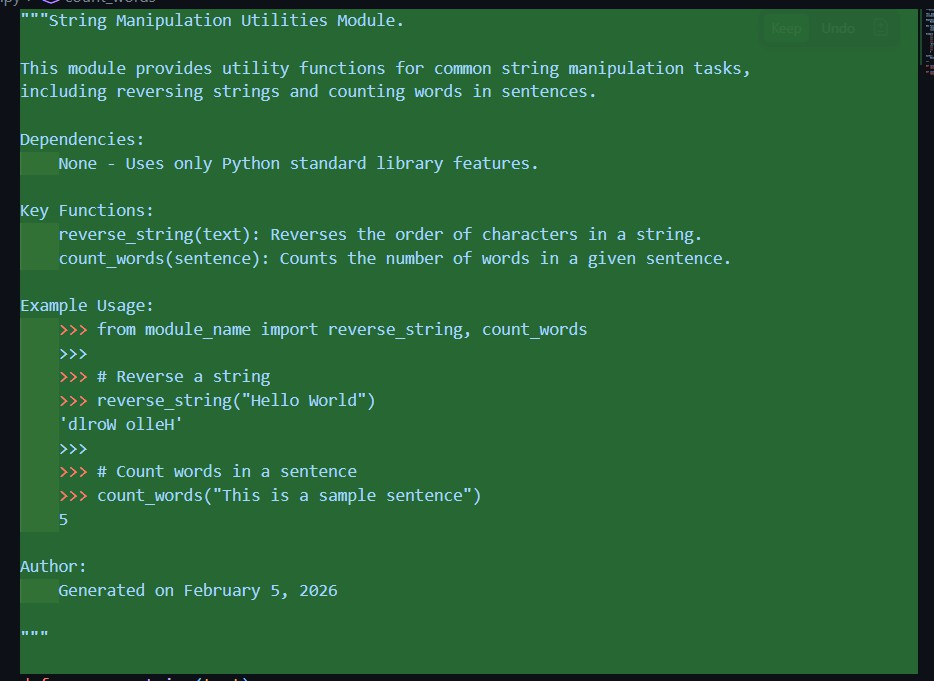 count_words
"""String Manipulation Utilities Module.
Keep Undo
This module provides utility functions for common string manipulation tasks,
including reversing strings and counting words in sentences.
Dependencies:
None - Uses only Python standard library features.
Key Functions:
reverse_string(text): Reverses the order of characters in a string.
count_words(sentence): Counts the number of words in a given sentence.
Example Usage:
>>> from module_name import reverse_string, count_words
>>>
>>> # Reverse a string
>>> reverse_string("Hello World")
'dlroW olleH'
>>>
>>> # Count words in a sentence
>>> count_words("This is a sample sentence")
5
Author:
Generated on February 5, 2026
"""